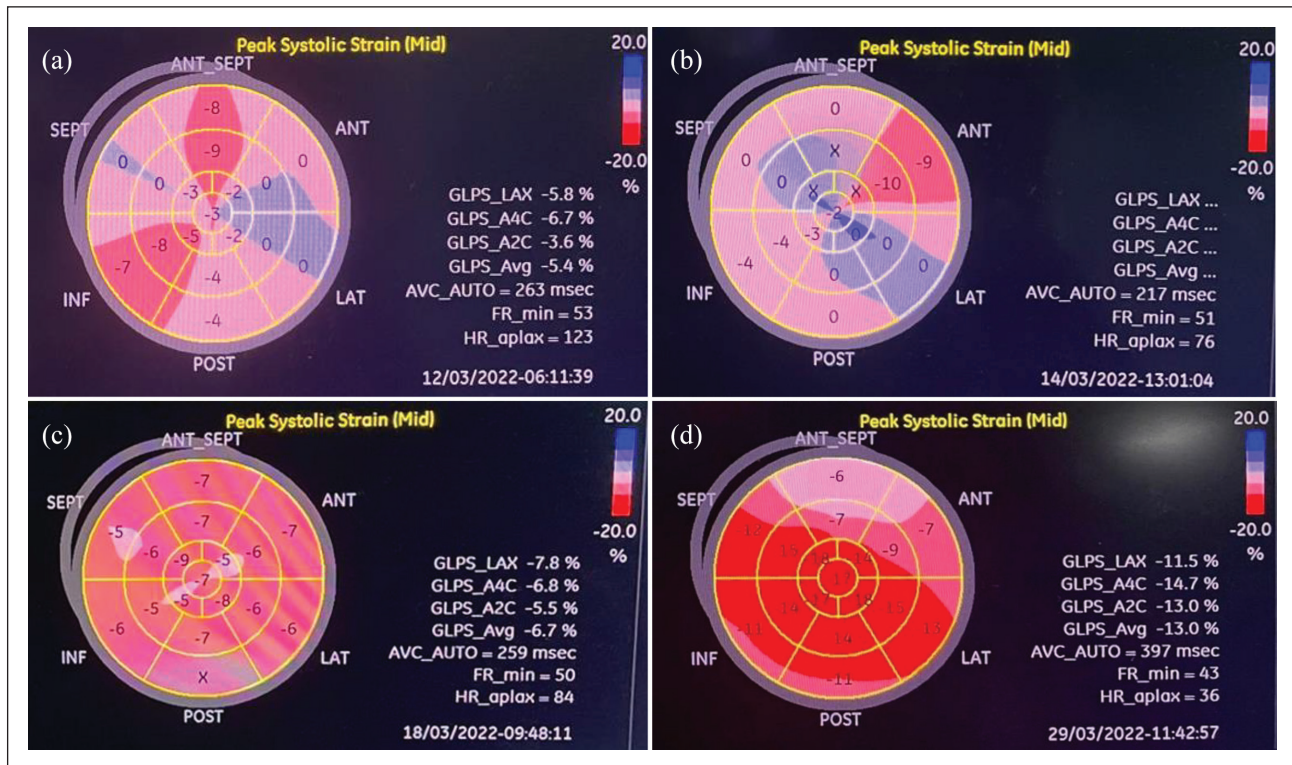 (a)
Peak Systolic Strain (Mid)
20.0
-20.0
%
ANT_SEPT
SEPT
ANT
INF
LAT
POST
-8
-9
0
0
0
0
-3
-2
-3
-5
-2
-8
-7
0
0
-4
-4
GLPS_LAX -5.8 %
GLPS_A4C -6.7 %
GLPS_A2C -3.6 %
GLPS_Avg -5.4 %
AVC_AUTO = 263 msec
FR_min = 53
HR_aplax = 123
12/03/2022-06:11:39
(b)
Peak Systolic Strain (Mid)
20.0
-20.0
%
ANT_SEPT
SEPT
ANT
INF
LAT
POST
0
X
0
-9
0
X
X
-10
-2
-3
0
-4
-4
0
0
0
0
GLPS_LAX ...
GLPS_A4C ...
GLPS_A2C ...
GLPS_Avg ...
AVC_AUTO = 217 msec
FR_min = 51
HR_aplax = 76
14/03/2022-13:01:04
(c)
Peak Systolic Strain (Mid)
20.0
-20.0
%
ANT_SEPT
SEPT
ANT
INF
LAT
POST
-7
-7
-5
-7
-6
-9
-5
-6
-7
-5
-8
-5
-6
-6
-6
-7
X
GLPS_LAX -7.8 %
GLPS_A4C -6.8 %
GLPS_A2C -5.5 %
GLPS_Avg -6.7 %
AVC_AUTO = 259 msec
FR_min = 50
HR_aplax = 84
18/03/2022-09:48:11
(d)
Peak Systolic Strain (Mid)
20.0
-20.0
%
ANT_SEPT
SEPT
ANT
INF
LAT
POST
-6
-7
-7
-9
18
14
17
-17
18
14
-11
13
14
-11
GLPS_LAX -11.5 %
GLPS_A4C -14.7 %
GLPS_A2C -13.0 %
GLPS_Avg -13.0 %
AVC_AUTO = 397 msec
FR_min = 43
HR_aplax = 36
29/03/2022-11:42:57